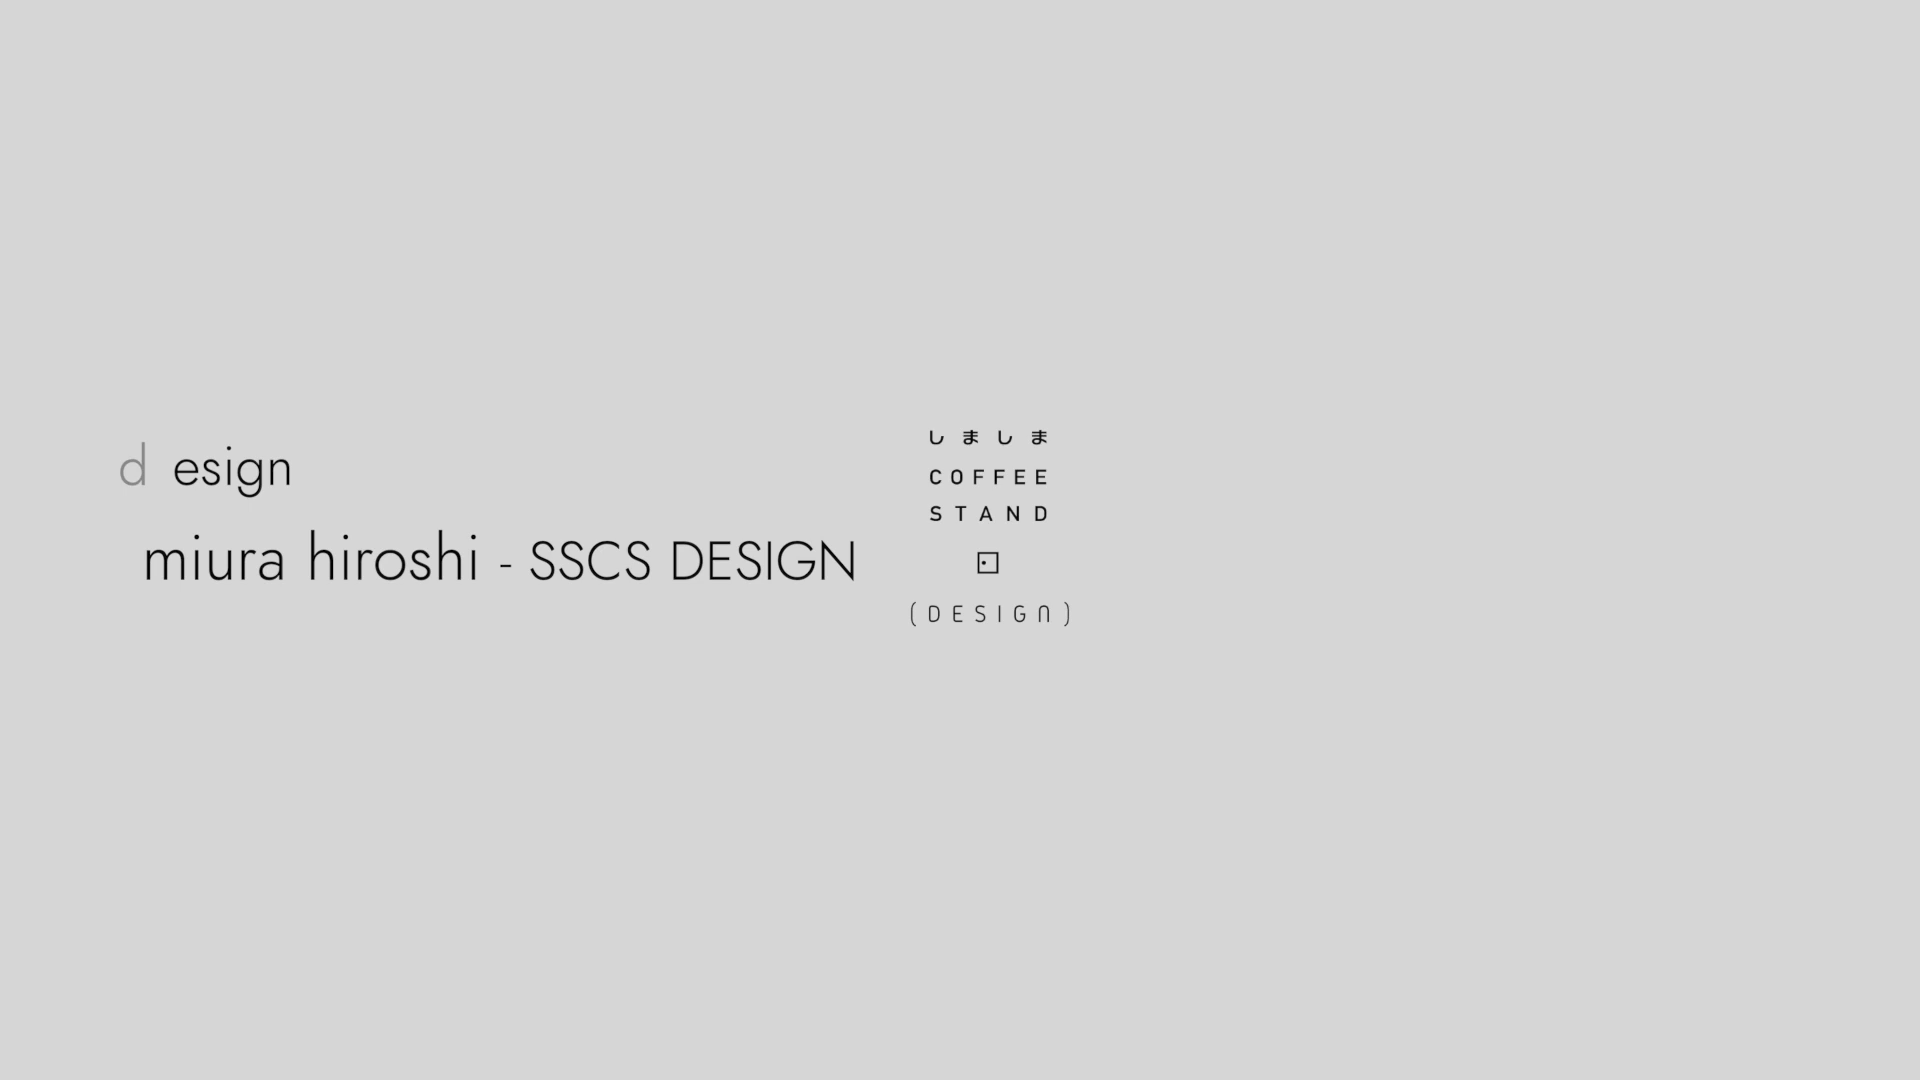 d esign
miura hiroshi - SSCS DESIGN
しましま
COFFEE
STAND
(DESIGN)